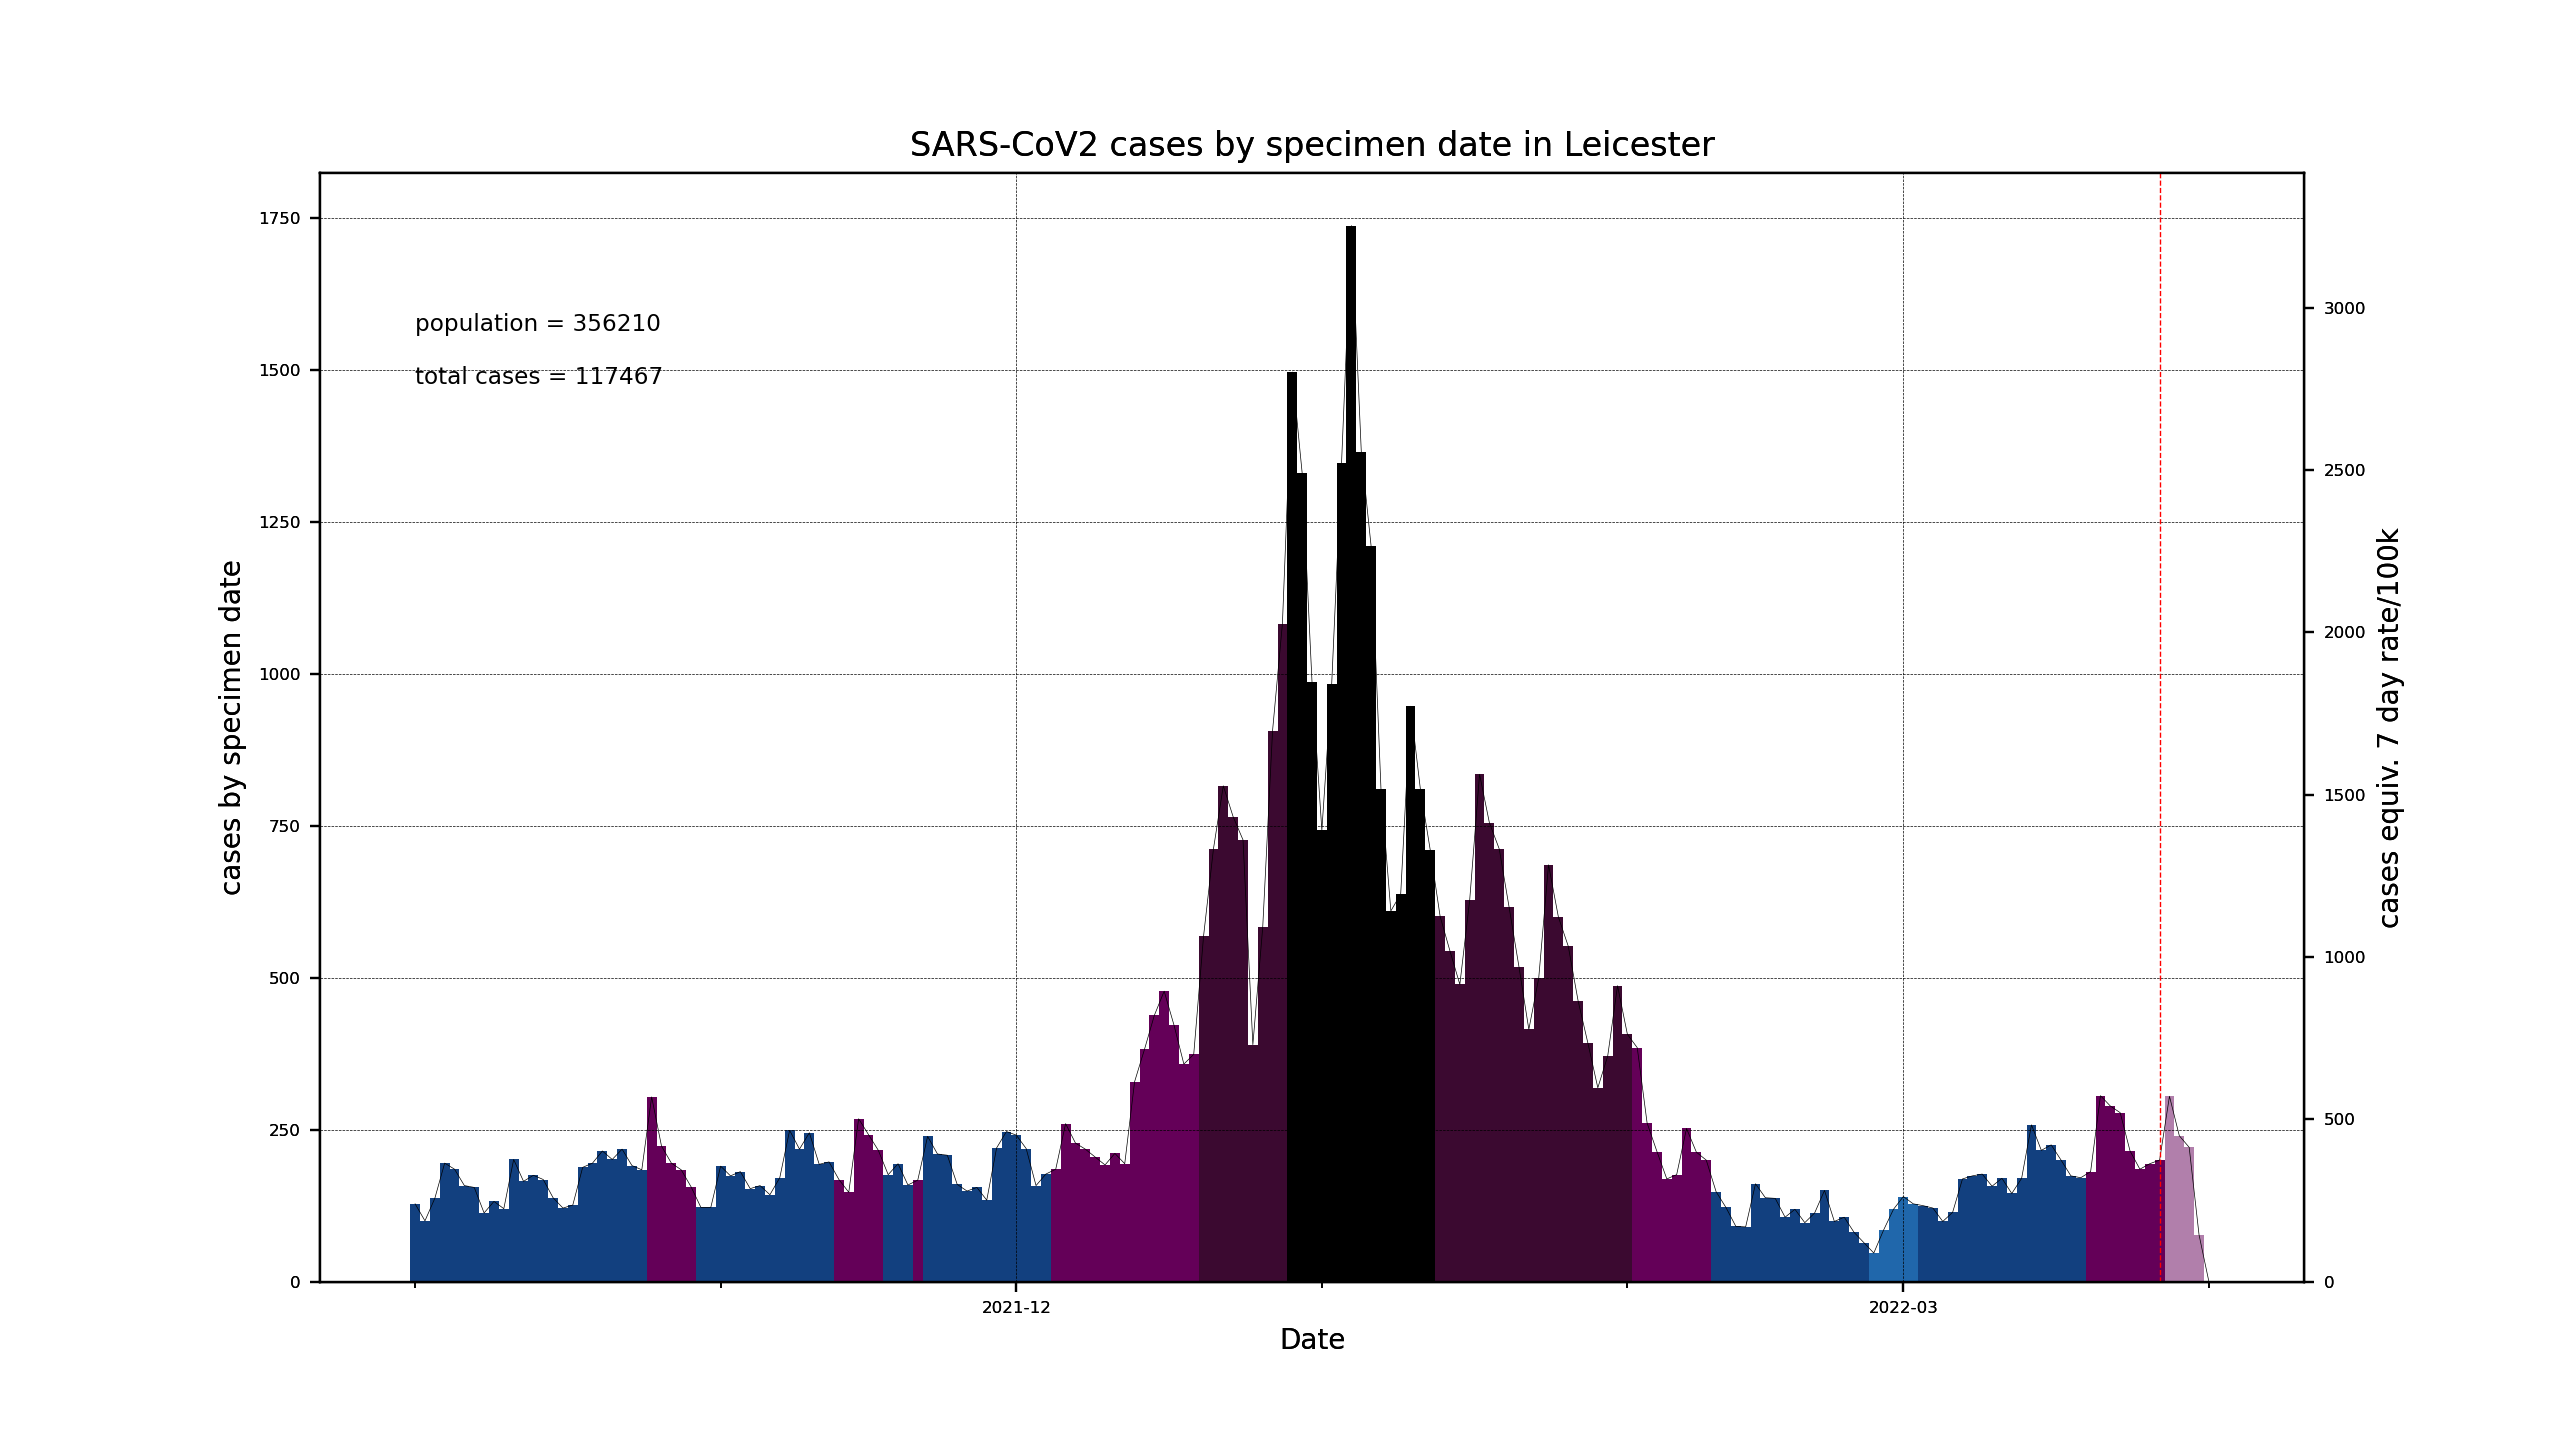 SARS-CoV2 cases by specimen date in Leicester
population = 356210
total cases = 117467
cases by specimen date
1750
1500
1250
1000
750
500
250
0
3000
2500
2000
1500
1000
500
0
cases equiv. 7 day rate/100k
2021-12
2022-03
Date